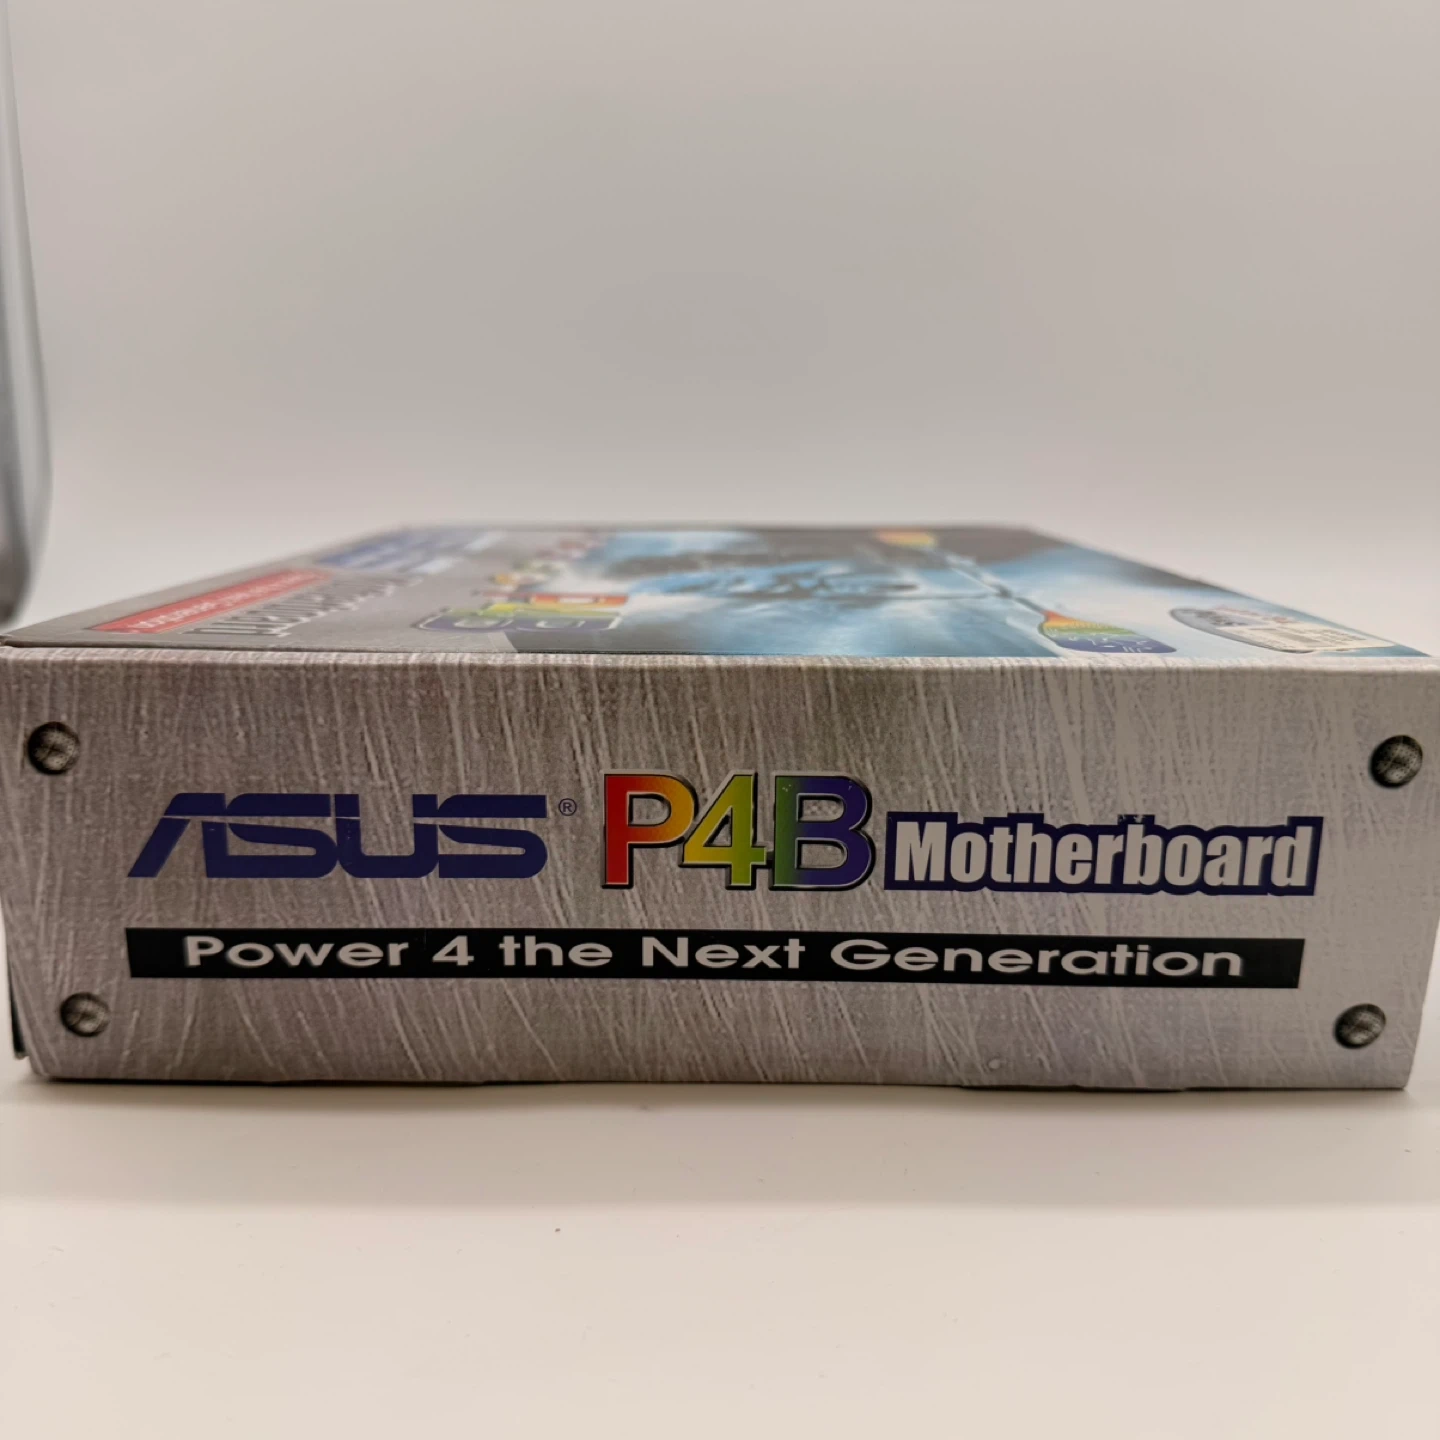 ASUS® P4B Motherboard
Power 4 the Next Generation